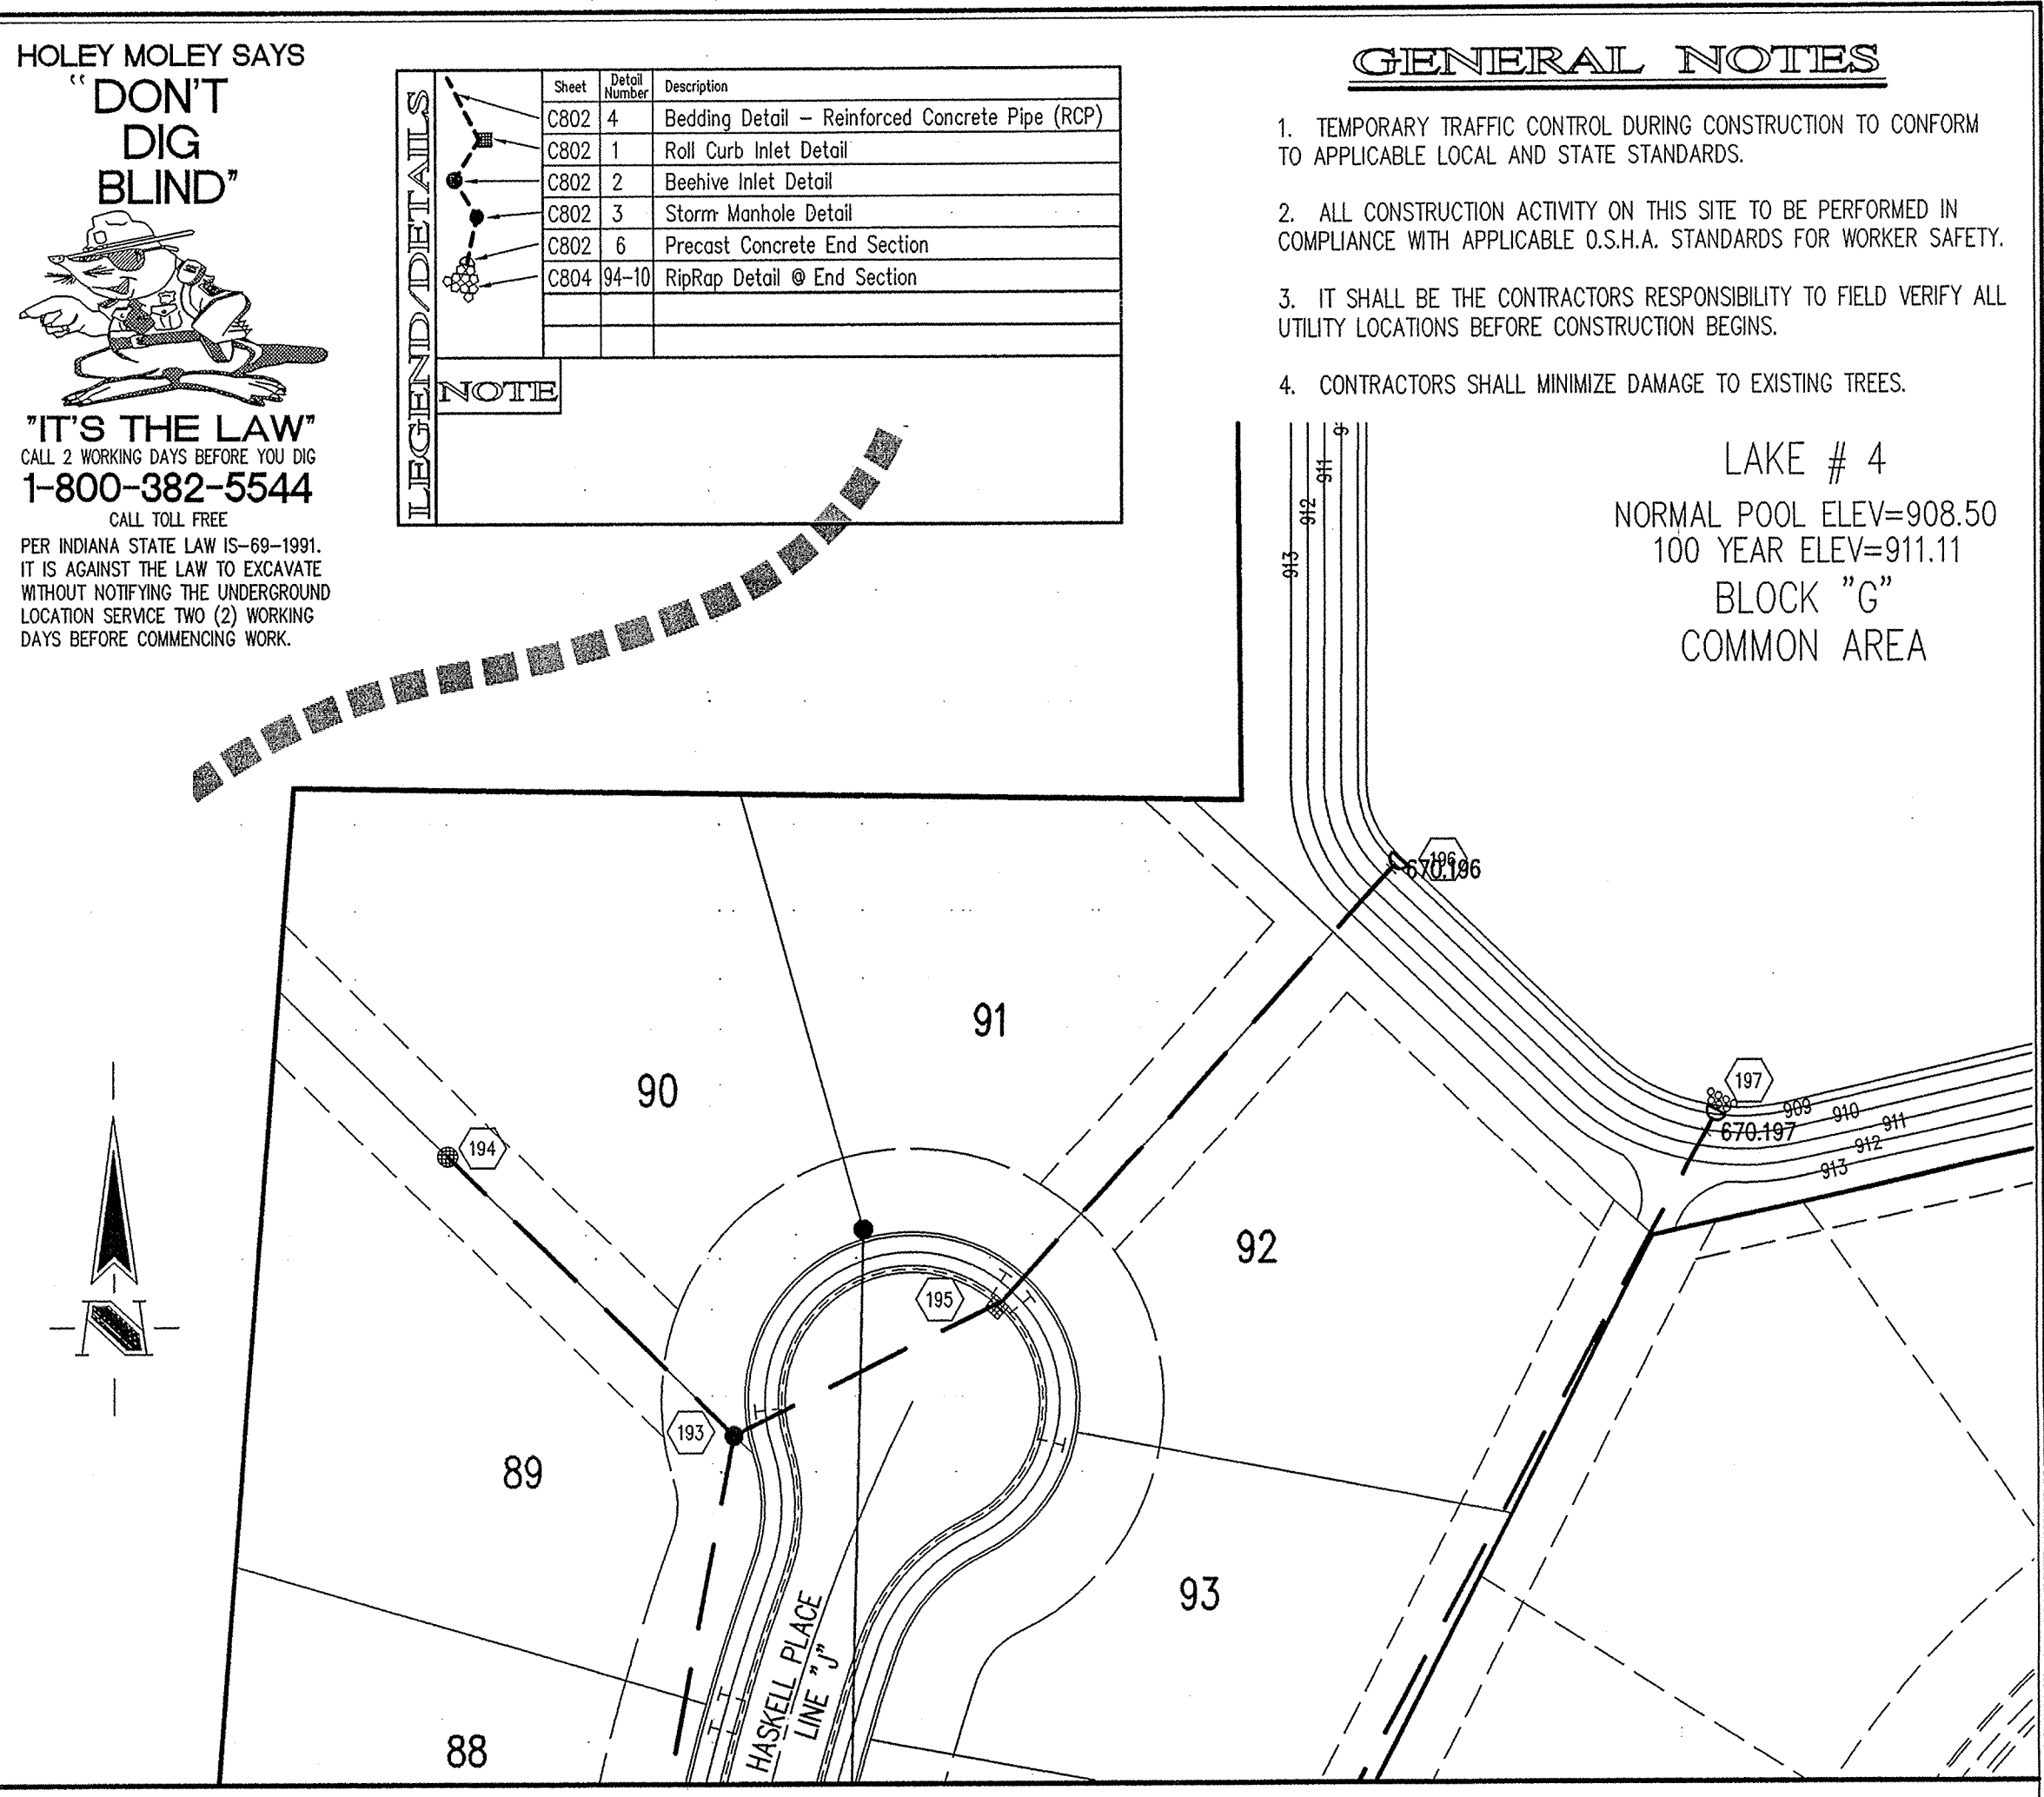 HOLEY MOLEY SAYS
"DON'T
DIG
BLIND"
"IT'S THE LAW"
CALL 2 WORKING DAYS BEFORE YOU DIG
1-800-382-5544
CALL TOLL FREE
PER INDIANA STATE LAW IS-69-1991.
IT IS AGAINST THE LAW TO EXCAVATE
WITHOUT NOTIFYING THE UNDERGROUND
LOCATION SERVICE TWO (2) WORKING
DAYS BEFORE COMMENCING WORK.
LEGEND/DETAILS
Sheet Detail Number Description
C802 4 Bedding Detail – Reinforced Concrete Pipe (RCP)
C802 1 Roll Curb Inlet Detail
C802 2 Beehive Inlet Detail
C802 3 Storm Manhole Detail
C802 6 Precast Concrete End Section
C804 94-10 RipRap Detail @ End Section
NOTE
GENERAL NOTES
1. TEMPORARY TRAFFIC CONTROL DURING CONSTRUCTION TO CONFORM
TO APPLICABLE LOCAL AND STATE STANDARDS.
2. ALL CONSTRUCTION ACTIVITY ON THIS SITE TO BE PERFORMED IN
COMPLIANCE WITH APPLICABLE O.S.H.A. STANDARDS FOR WORKER SAFETY.
3. IT SHALL BE THE CONTRACTORS RESPONSIBILITY TO FIELD VERIFY ALL
UTILITY LOCATIONS BEFORE CONSTRUCTION BEGINS.
4. CONTRACTORS SHALL MINIMIZE DAMAGE TO EXISTING TREES.
LAKE # 4
NORMAL POOL ELEV=908.50
100 YEAR ELEV=911.11
BLOCK "G"
COMMON AREA
911
912
913
196
670.196
197
670.197
909
910
911
912
913
91
90
194
92
195
193
89
93
88
HASKELL PLACE
LINE "J"
N